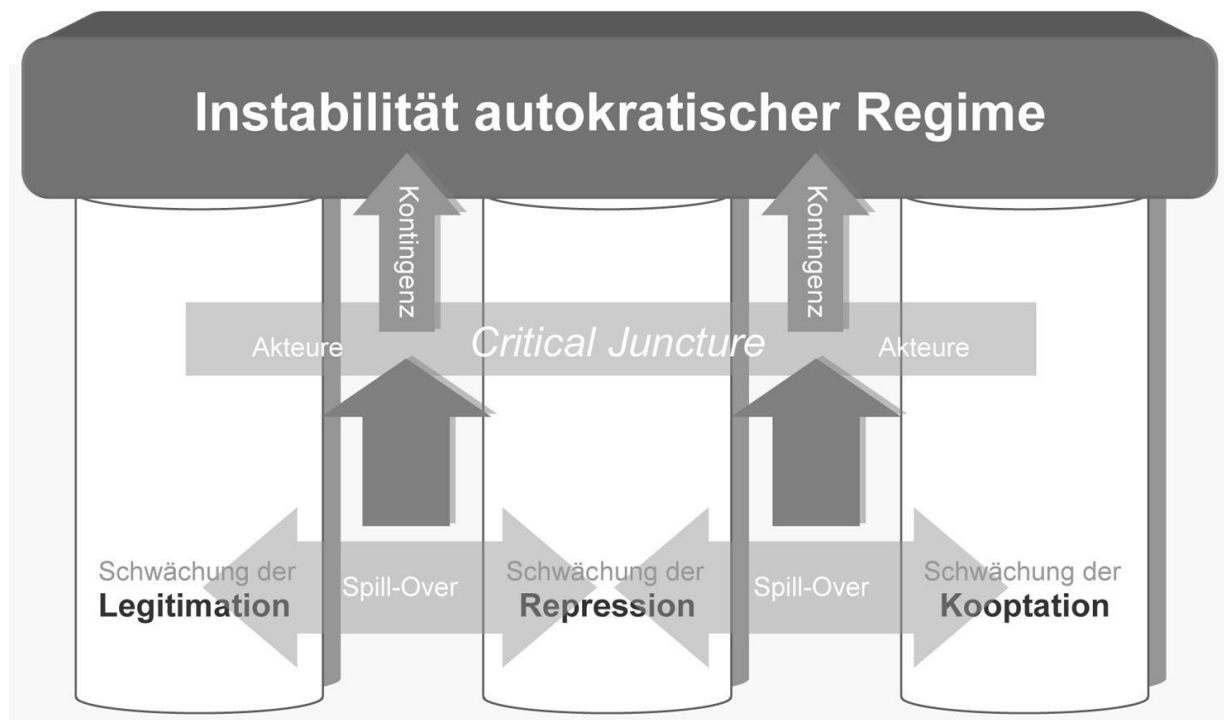 Instabilität autokratischer Regime
Kontingenz
Kontingenz
Akteure
Critical Juncture
Akteure
Schwächung der
Legitimation
Spill-Over
Schwächung der
Repression
Spill-Over
Schwächung der
Kooptation